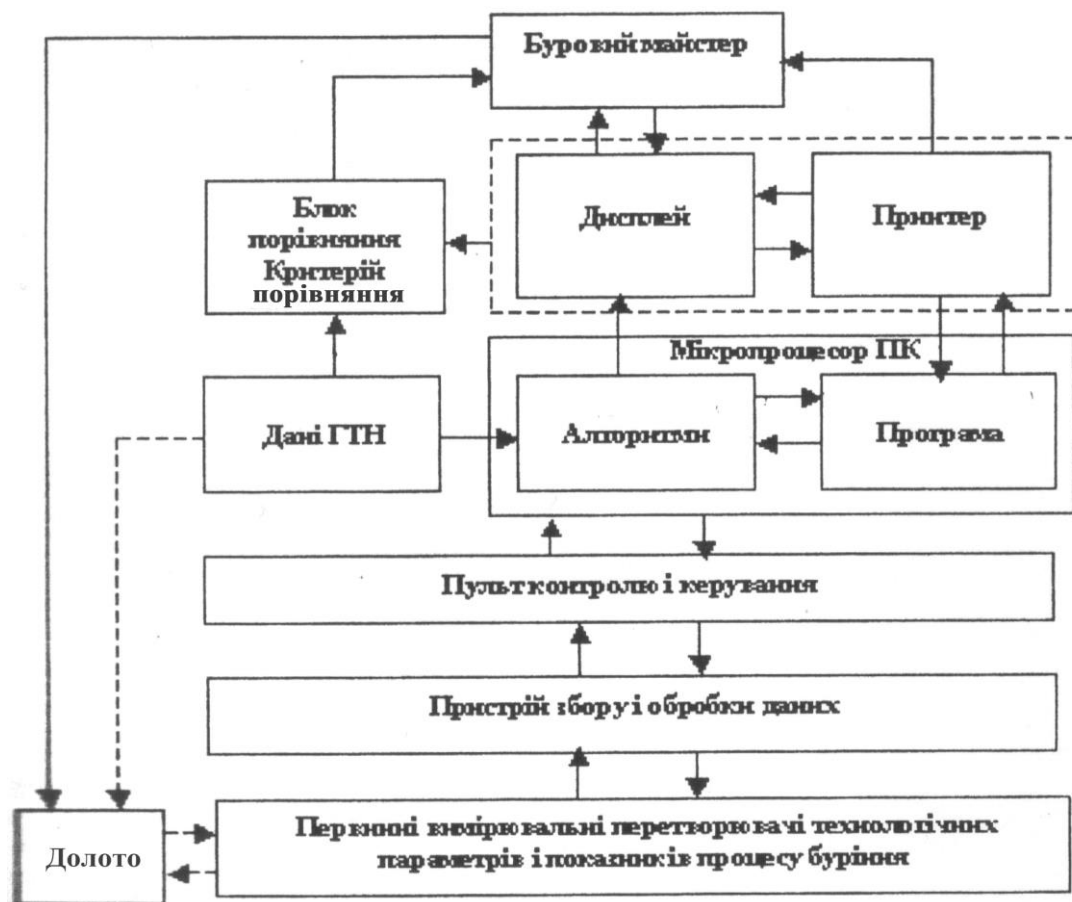 Буровий майстер
Блок
порівняння
Критерій
порівняння
Дисплей
Принтер
Мікропроцесор ПК
Дані ГТН
Алгоритми
Програма
Пульт контролю і керування
Пристрій збору і обробки даних
Долото
Первинні вимірювальні перетворювачі технологічних
параметрів і показників процесу буріння